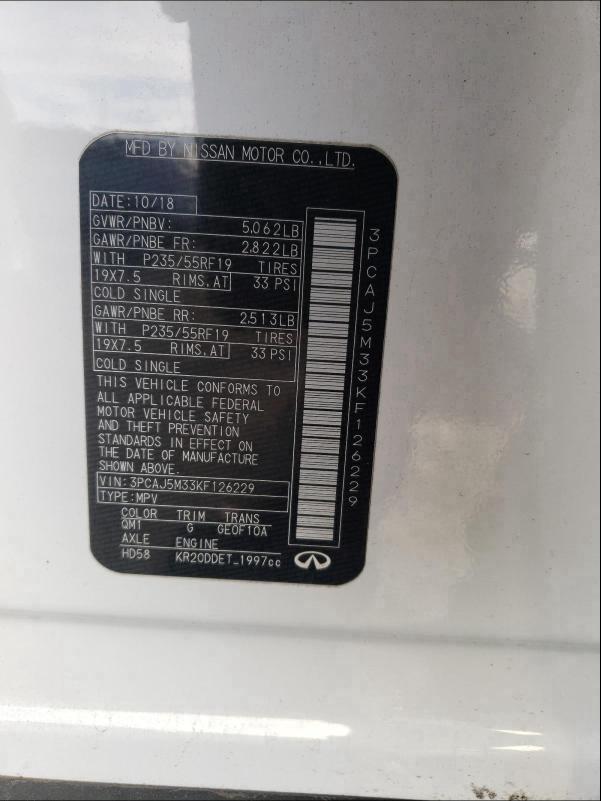 MFD BY NISSAN MOTOR CO.,LTD.
DATE:10/18
GVWR/PNBV: 5,062LB
GAWR/PNBE FR: 2,822LB
WITH P235/55RF19 TIRES
19X7.5 RIMS,AT 33 PSI
COLD SINGLE
GAWR/PNBE RR: 2,513LB
WITH P235/55RF19 TIRES
19X7.5 RIMS,AT 33 PSI
COLD SINGLE
THIS VEHICLE CONFORMS TO
ALL APPLICABLE FEDERAL
MOTOR VEHICLE SAFETY
AND THEFT PREVENTION
STANDARDS IN EFFECT ON
THE DATE OF MANUFACTURE
SHOWN ABOVE.
VIN: 3PCAJ5M33KF126229
TYPE:MPV
COLOR TRIM TRANS
QM1 G GE0F10A
AXLE ENGINE
HD58 KR20DDET_1997cc
3PCAJ5M33KF126229